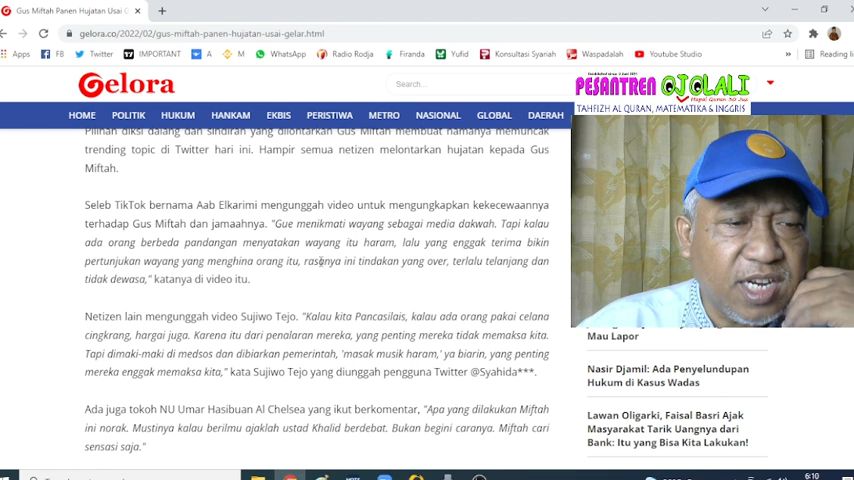 Gus Miftah Panen Hujatan Usai G
gelora.co/2022/02/gus-miftah-panen-hujatan-usai-gelar.html
Apps FB Twitter IMPORTANT A M WhatsApp Radio Rodja Firanda Yufid Konsultasi Syariah Waspadalah Youtube Studio » Reading li
Gelora
Search...
PESANTREN OJOLALI
Hapal Quran 30 Juz
TAHFIZH AL QURAN, MATEMATIKA & INGGRIS
HOME POLITIK HUKUM HANKAM EKBIS PERISTIWA METRO NASIONAL GLOBAL DAERAH
Pilihan diksi dalang dan sindiran yang dilontarkan Gus Miftah membuat namanya memuncak
trending topic di Twitter hari ini. Hampir semua netizen melontarkan hujatan kepada Gus
Miftah.
Seleb TikTok bernama Aab Elkarimi mengunggah video untuk mengungkapkan kekecewaannya
terhadap Gus Miftah dan jamaahnya. "Gue menikmati wayang sebagai media dakwah. Tapi kalau
ada orang berbeda pandangan menyatakan wayang itu haram, lalu yang enggak terima bikin
pertunjukan wayang yang menghina orang itu, rasanya ini tindakan yang over, terlalu telanjang dan
tidak dewasa," katanya di video itu.
Netizen lain mengunggah video Sujiwo Tejo. "Kalau kita Pancasilais, kalau ada orang pakai celana
cingkrang, hargai juga. Karena itu dari penalaran mereka, yang penting mereka tidak memaksa kita.
Tapi dimaki-maki di medsos dan dibiarkan pemerintah, 'masak musik haram,' ya biarin, yang penting
mereka enggak memaksa kita," kata Sujiwo Tejo yang diunggah pengguna Twitter @Syahida***.
Ada juga tokoh NU Umar Hasibuan Al Chelsea yang ikut berkomentar, "Apa yang dilakukan Miftah
ini norak. Mustinya kalau berilmu ajaklah ustad Khalid berdebat. Bukan begini caranya. Miftah cari
sensasi saja."
Mau Lapor
Nasir Djamil: Ada Penyelundupan
Hukum di Kasus Wadas
Lawan Oligarki, Faisal Basri Ajak
Masyarakat Tarik Uangnya dari
Bank: Itu yang Bisa Kita Lakukan!
6:10